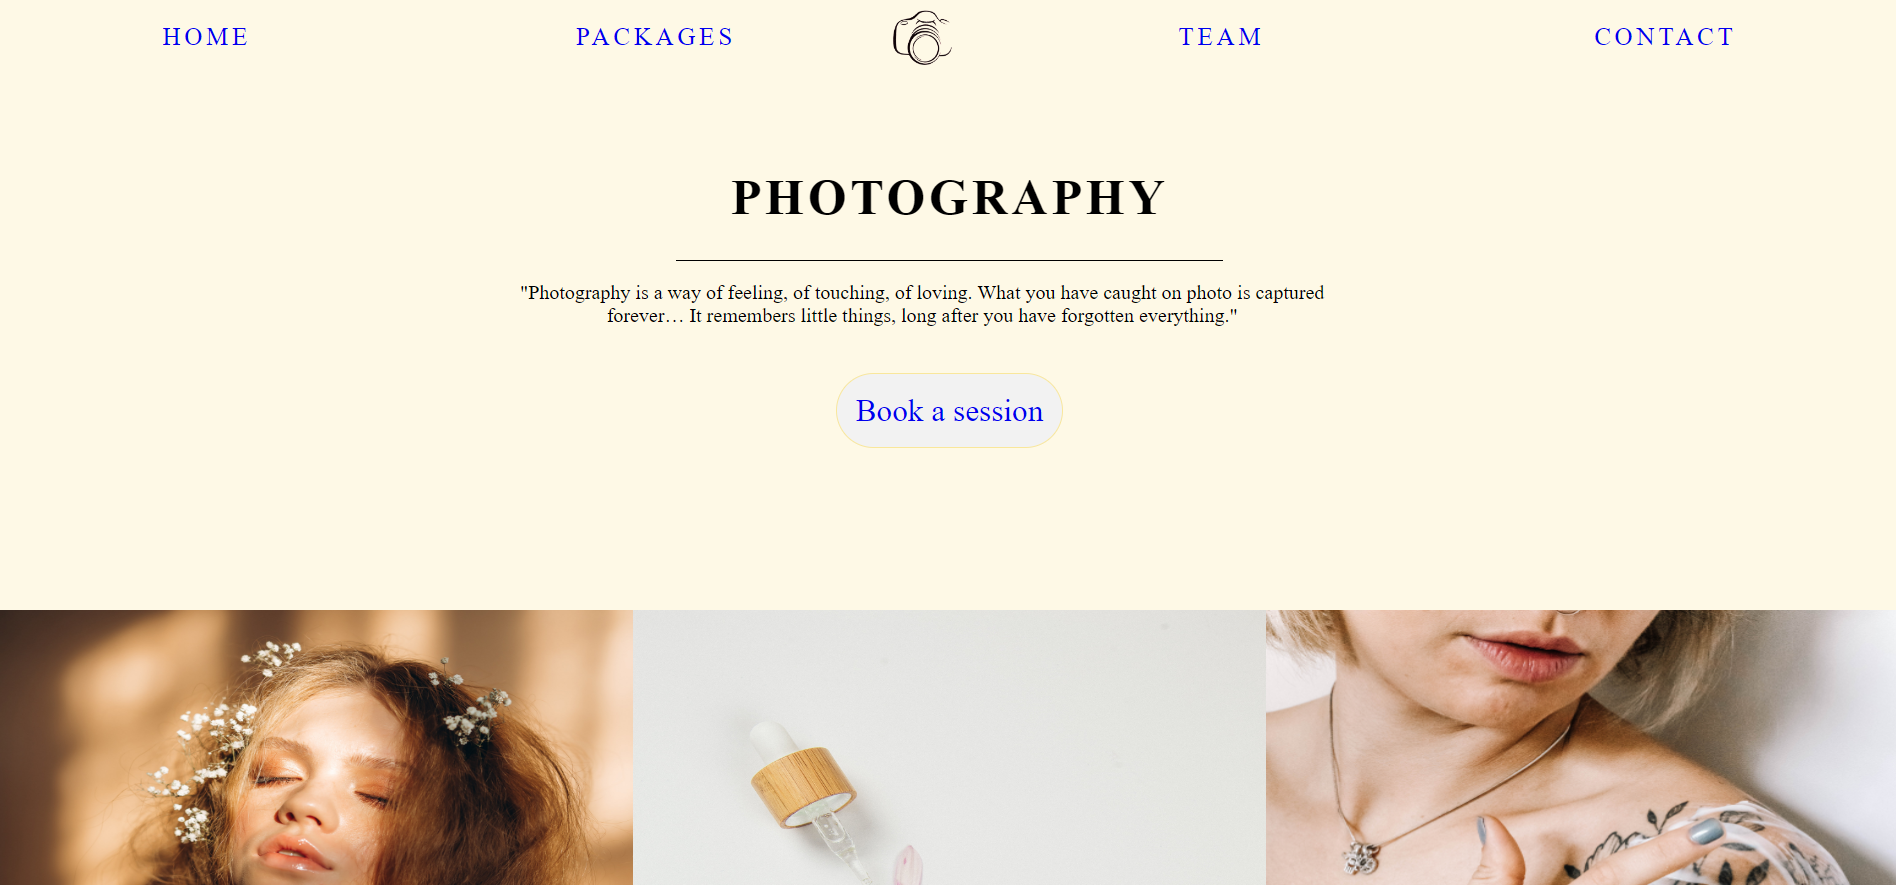 HOME PACKAGES TEAM CONTACT
PHOTOGRAPHY
"Photography is a way of feeling, of touching, of loving. What you have caught on photo is captured
forever… It remembers little things, long after you have forgotten everything."
Book a session